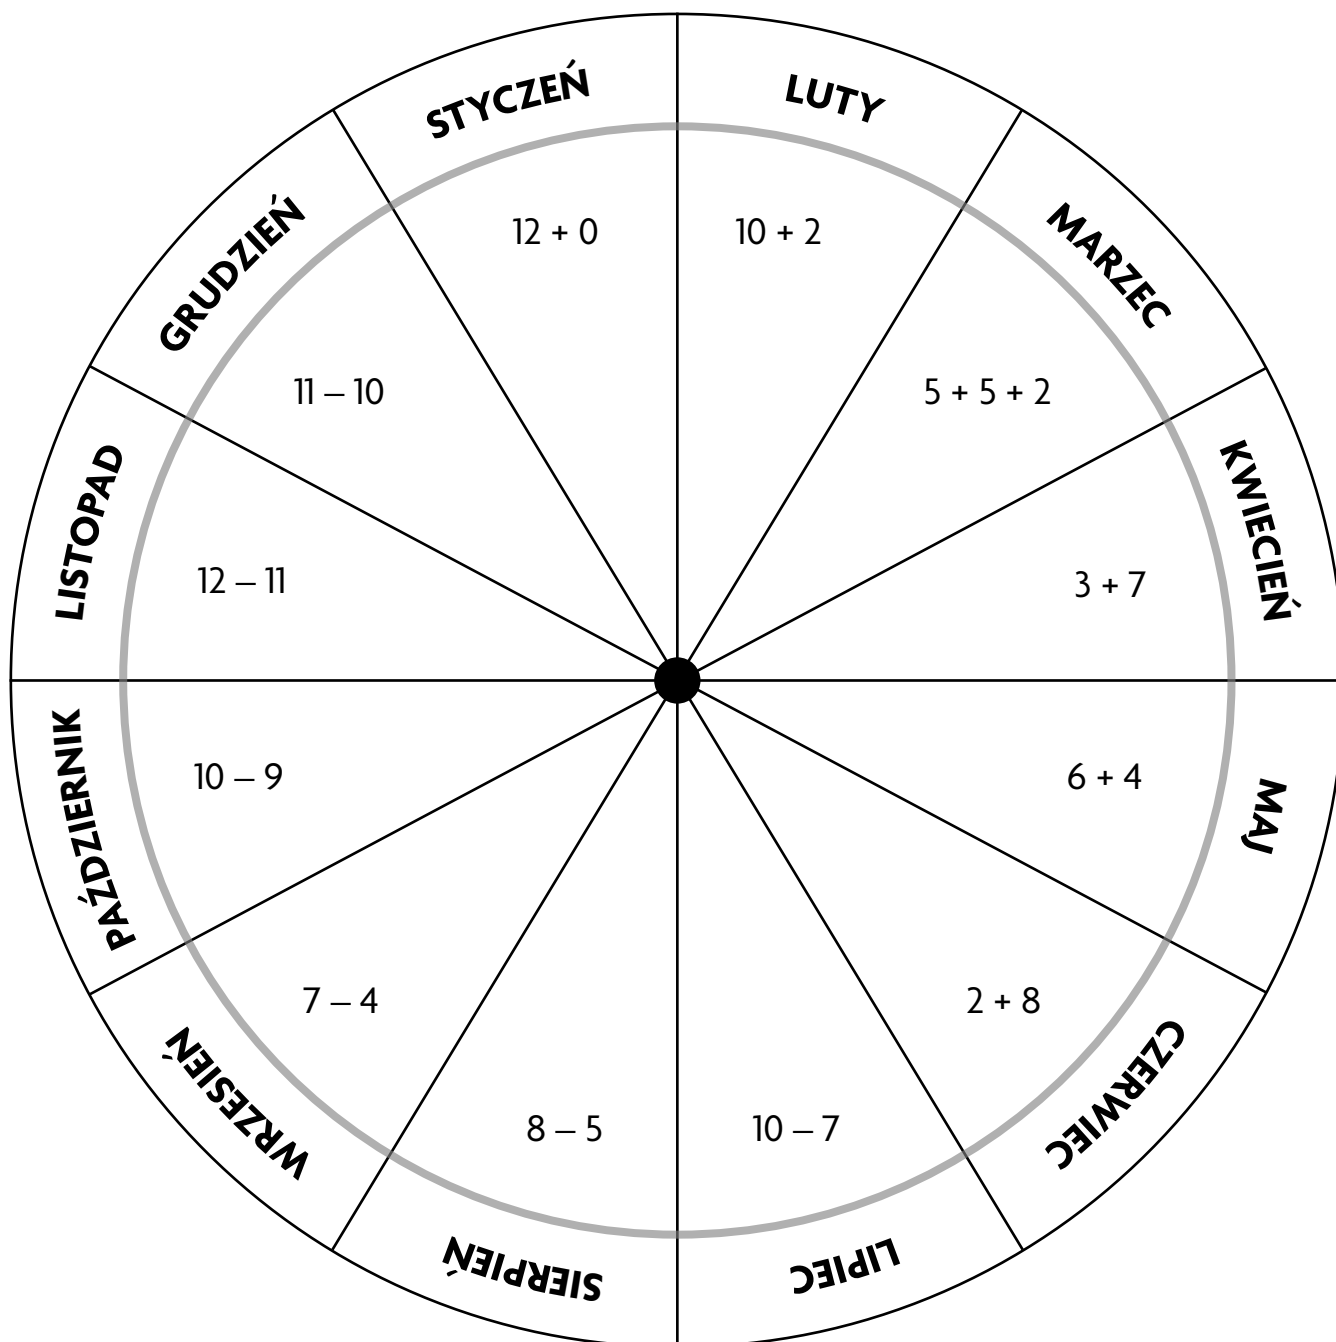 STYCZEŃ
12 + 0
LUTY
10 + 2
MARZEC
5 + 5 + 2
KWIECIEŃ
3 + 7
MAJ
6 + 4
CZERWIEC
2 + 8
LIPIEC
10 – 7
SIERPIEŃ
8 – 5
WRZESIEŃ
7 – 4
PAŹDZIERNIK
10 – 9
LISTOPAD
12 – 11
GRUDZIEŃ
11 – 10